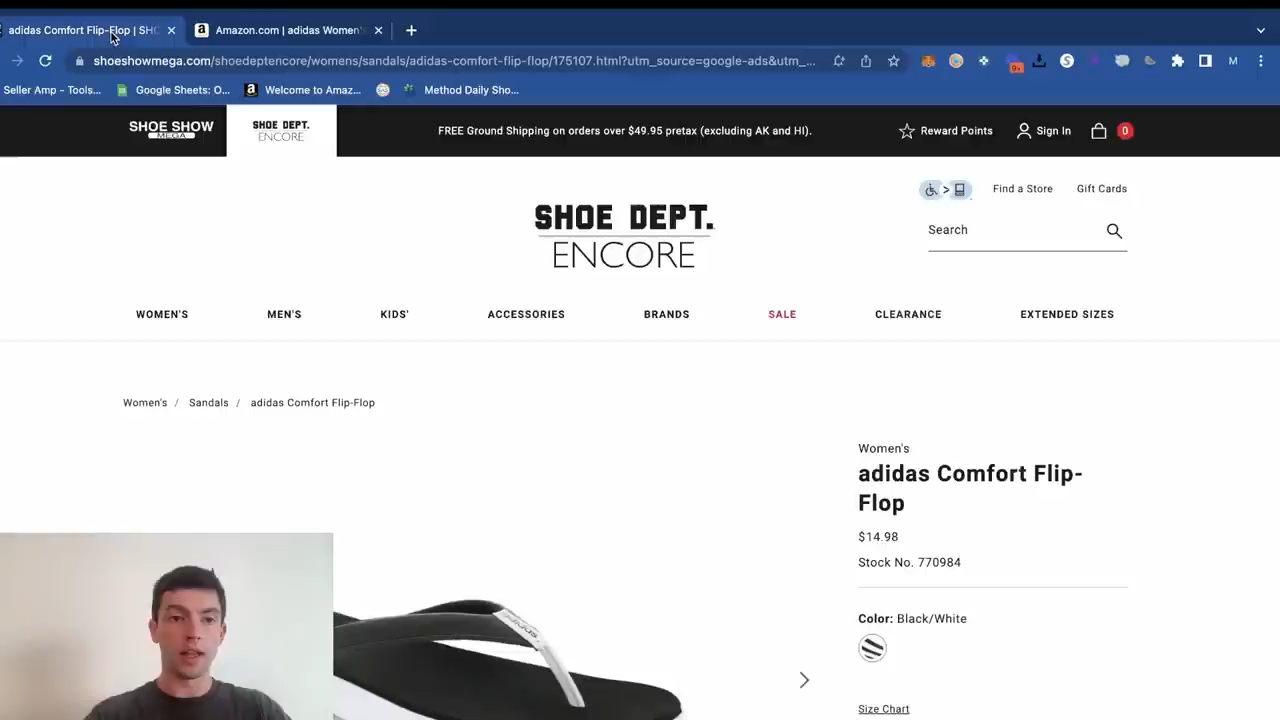 adidas Comfort Flip-Flop | SHO
Amazon.com | adidas Women'
shoeshowmega.com/shoedeptencore/womens/sandals/adidas-comfort-flip-flop/175107.html?utm_source=google-ads&utm_...
9+
M
Seller Amp - Tools...
Google Sheets: O...
Welcome to Amaz...
Method Daily Sho...
SHOE SHOW
MEGA
SHOE DEPT.
ENCORE
FREE Ground Shipping on orders over $49.95 pretax (excluding AK and HI).
Reward Points
Sign In
0
Find a Store
Gift Cards
SHOE DEPT.
ENCORE
Search
WOMEN'S
MEN'S
KIDS'
ACCESSORIES
BRANDS
SALE
CLEARANCE
EXTENDED SIZES
Women's / Sandals / adidas Comfort Flip-Flop
Women's
adidas Comfort Flip-
Flop
$14.98
Stock No. 770984
Color: Black/White
Size Chart
adidas